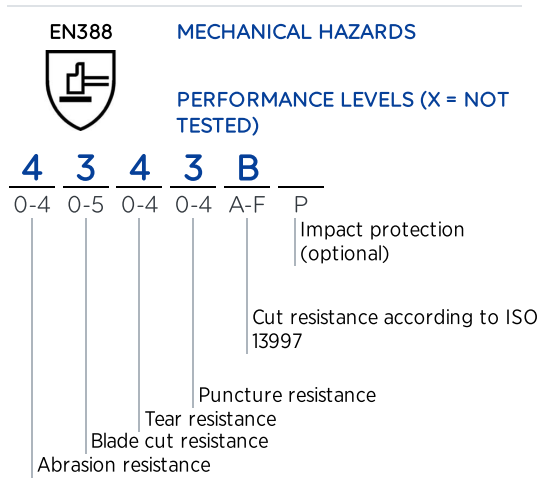 EN388
MECHANICAL HAZARDS
PERFORMANCE LEVELS (X = NOT
TESTED)
4 3 4 3 B
0-4 0-5 0-4 0-4 A-F P
Impact protection
(optional)
Cut resistance according to ISO
13997
Puncture resistance
Tear resistance
Blade cut resistance
Abrasion resistance